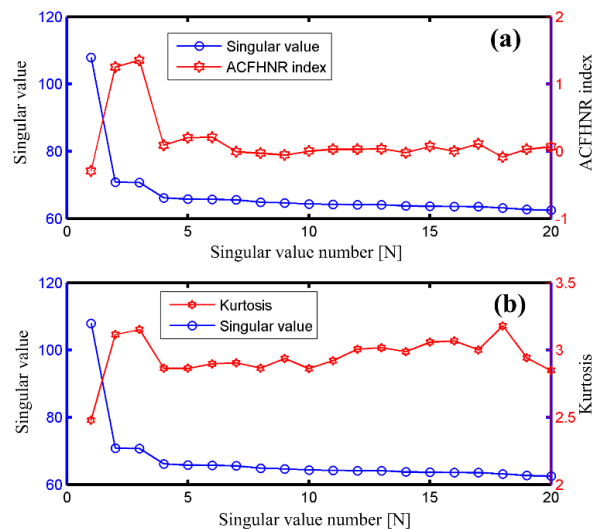 120
100
80
60
Singular value
(a)
Singular value
ACFHNR index
2
1
0
-1
ACFHNR index
0
5
10
15
20
Singular value number [N]
120
100
80
60
Singular value
(b)
Kurtosis
Singular value
3.5
3
2.5
2
Kurtosis
0
5
10
15
20
Singular value number [N]